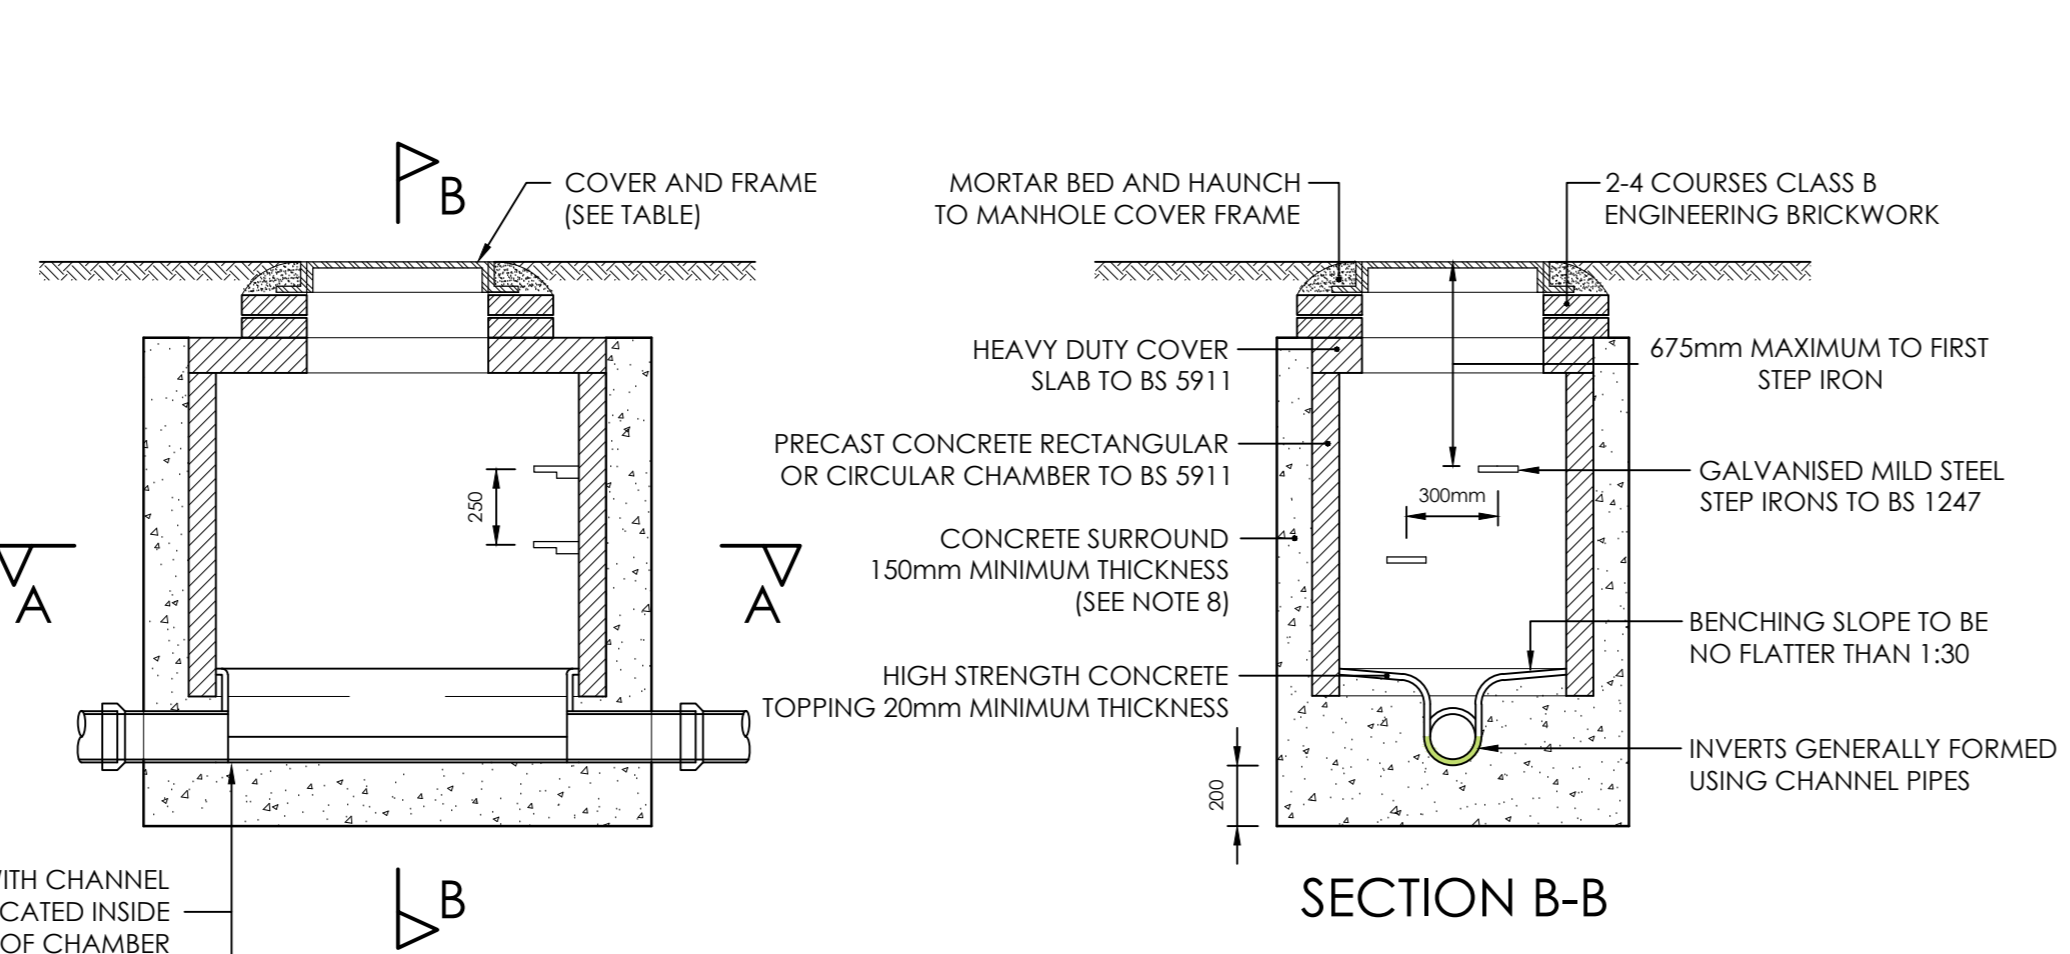 B
COVER AND FRAME
(SEE TABLE)
250
A
A
WITH CHANNEL
CATED INSIDE
OF CHAMBER
B
MORTAR BED AND HAUNCH
TO MANHOLE COVER FRAME
2-4 COURSES CLASS B
ENGINEERING BRICKWORK
HEAVY DUTY COVER
SLAB TO BS 5911
675mm MAXIMUM TO FIRST
STEP IRON
PRECAST CONCRETE RECTANGULAR
OR CIRCULAR CHAMBER TO BS 5911
GALVANISED MILD STEEL
STEP IRONS TO BS 1247
300mm
CONCRETE SURROUND
150mm MINIMUM THICKNESS
(SEE NOTE 8)
BENCHING SLOPE TO BE
NO FLATTER THAN 1:30
HIGH STRENGTH CONCRETE
TOPPING 20mm MINIMUM THICKNESS
INVERTS GENERALLY FORMED
USING CHANNEL PIPES
200
SECTION B-B